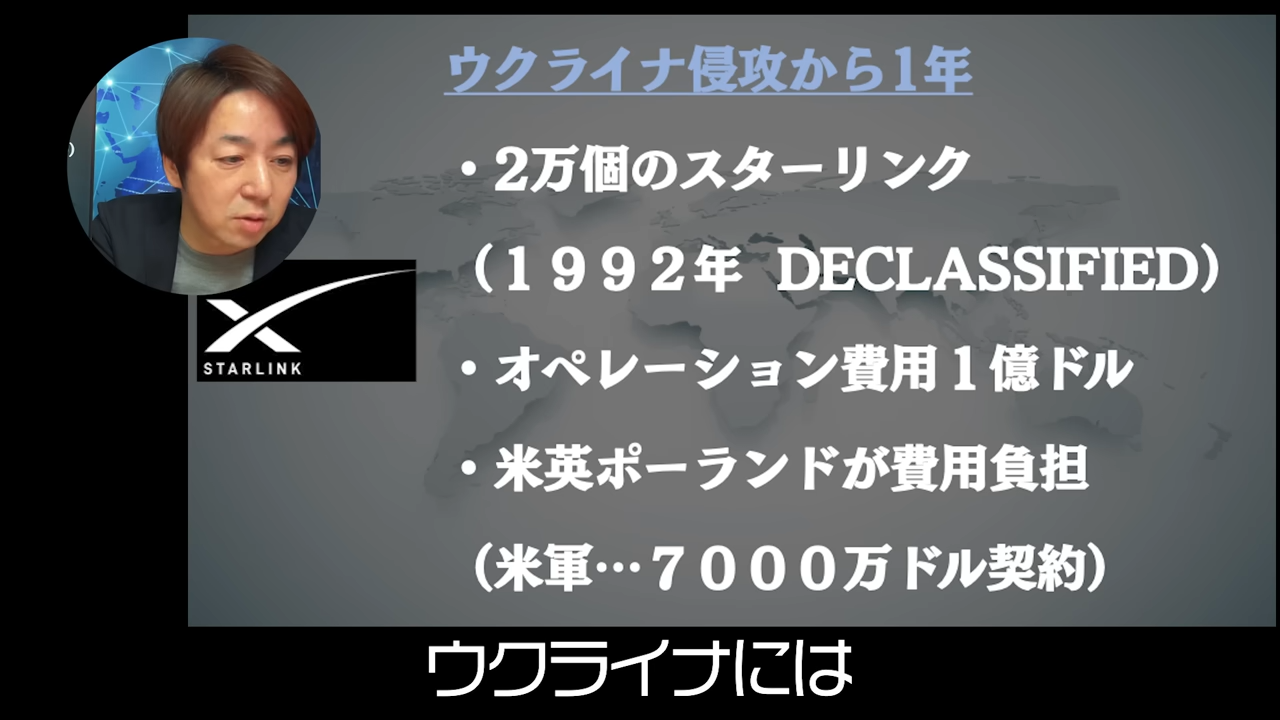 ウクライナ侵攻から1年
・2万個のスターリンク
（１９９２年 DECLASSIFIED）
・オペレーション費用１億ドル
・米英ポーランドが費用負担
（米軍…７０００万ドル契約）
STARLINK
ウクライナには